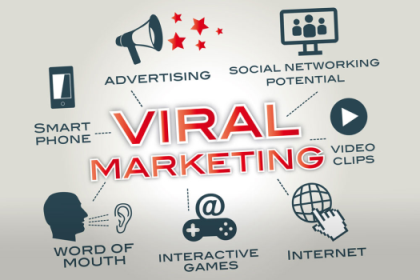 ADVERTISING
SOCIAL NETWORKING
POTENTIAL
SMART
PHONE
VIRAL
MARKETING
VIDEO
CLIPS
WORD OF
MOUTH
@
INTERACTIVE
GAMES
INTERNET